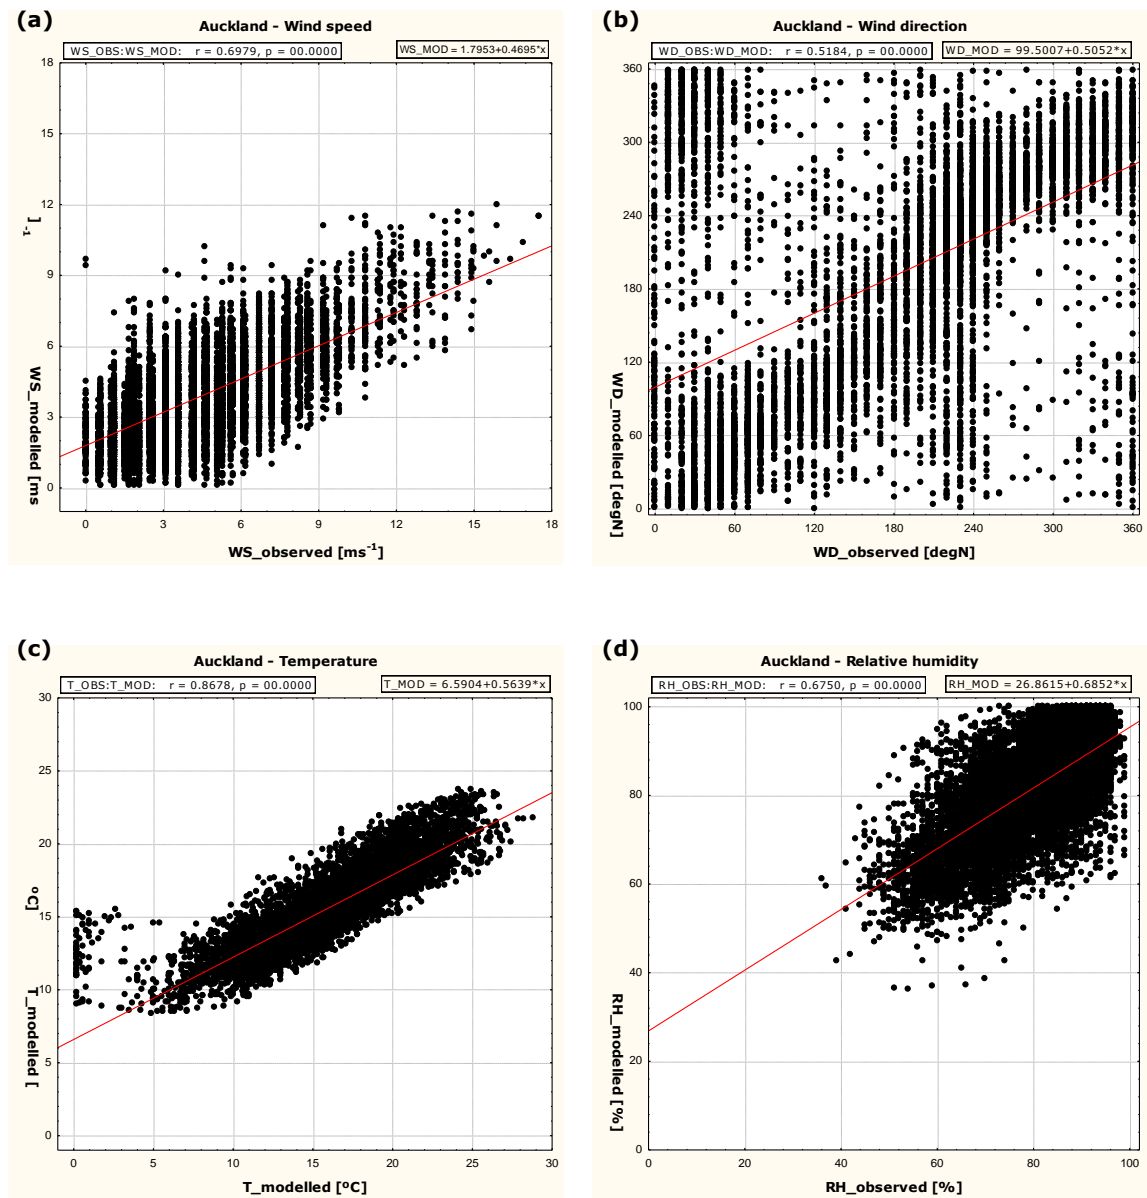 (a)
Auckland - Wind speed
WS_OBS:WS_MOD: r = 0.6979, p = 00.0000
WS_MOD = 1.7953+0.4695*x
18
15
12
9
6
3
0
WS_modelled [ms
-1
]
0 3 6 9 12 15 18
WS_observed [ms-1]
(b)
Auckland - Wind direction
WD_OBS:WD_MOD: r = 0.5184, p = 00.0000
WD_MOD = 99.5007+0.5052*x
360
300
240
180
120
60
0
WD_modelled [degN]
0 60 120 180 240 300 360
WD_observed [degN]
(c)
Auckland - Temperature
T_OBS:T_MOD: r = 0.8678, p = 00.0000
T_MOD = 6.5904+0.5639*x
30
25
20
15
10
5
0
T_modelled [
ºC]
0 5 10 15 20 25 30
T_modelled [ºC]
(d)
Auckland - Relative humidity
RH_OBS:RH_MOD: r = 0.6750, p = 00.0000
RH_MOD = 26.8615+0.6852*x
100
80
60
40
20
0
RH_modelled [%]
0 20 40 60 80 100
RH_observed [%]